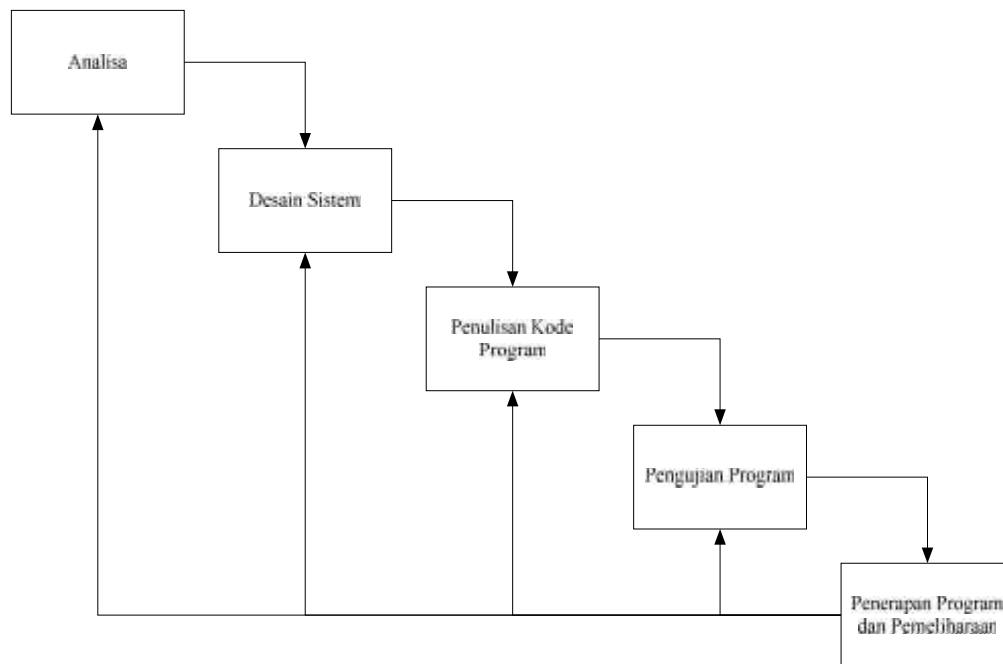 Analisa
Desain Sistem
Penulisan Kode
Program
Pengujian Program
Penerapan Program
dan Pemeliharaan